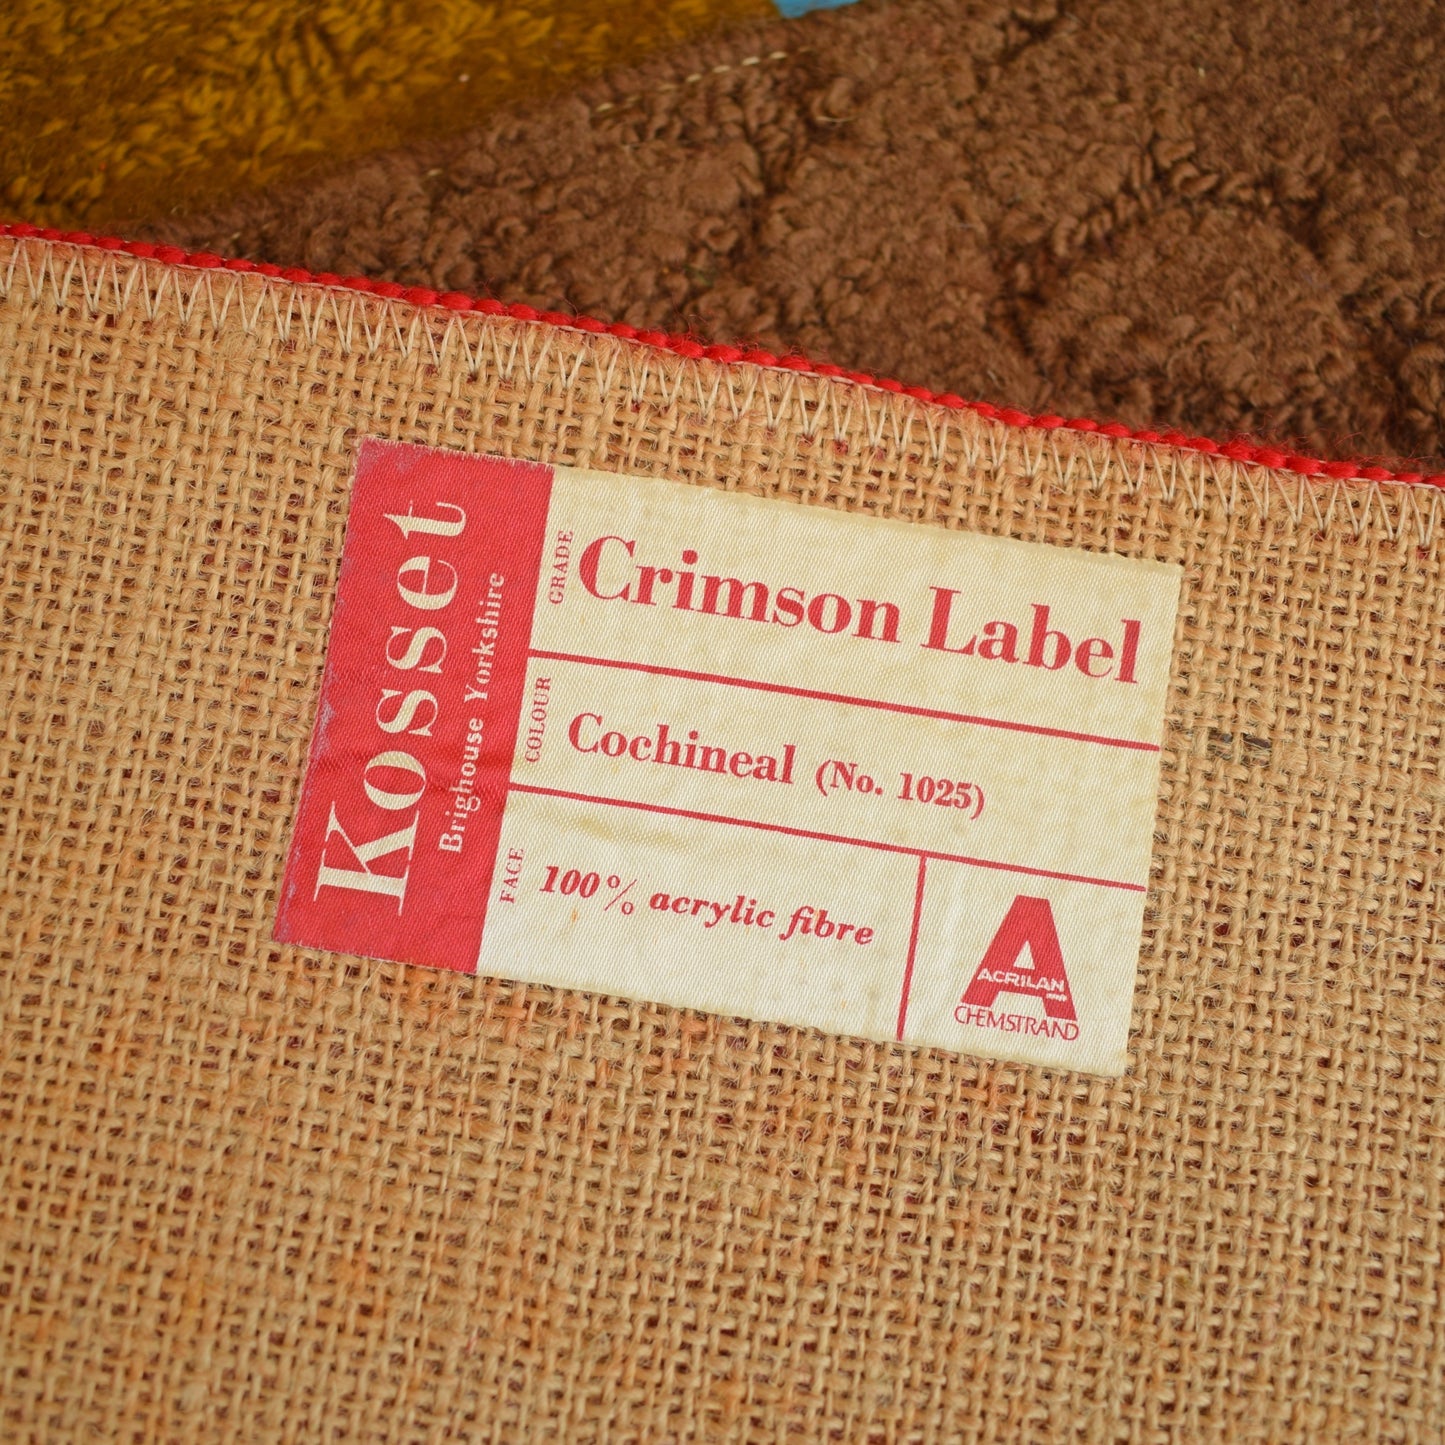 Kosset
Brighouse Yorkshire
GRADE
Crimson Label
COLOUR
Cochineal (No. 1025)
FACE
100% acrylic fibre
A
ACRILAN
CHEMSTRAND